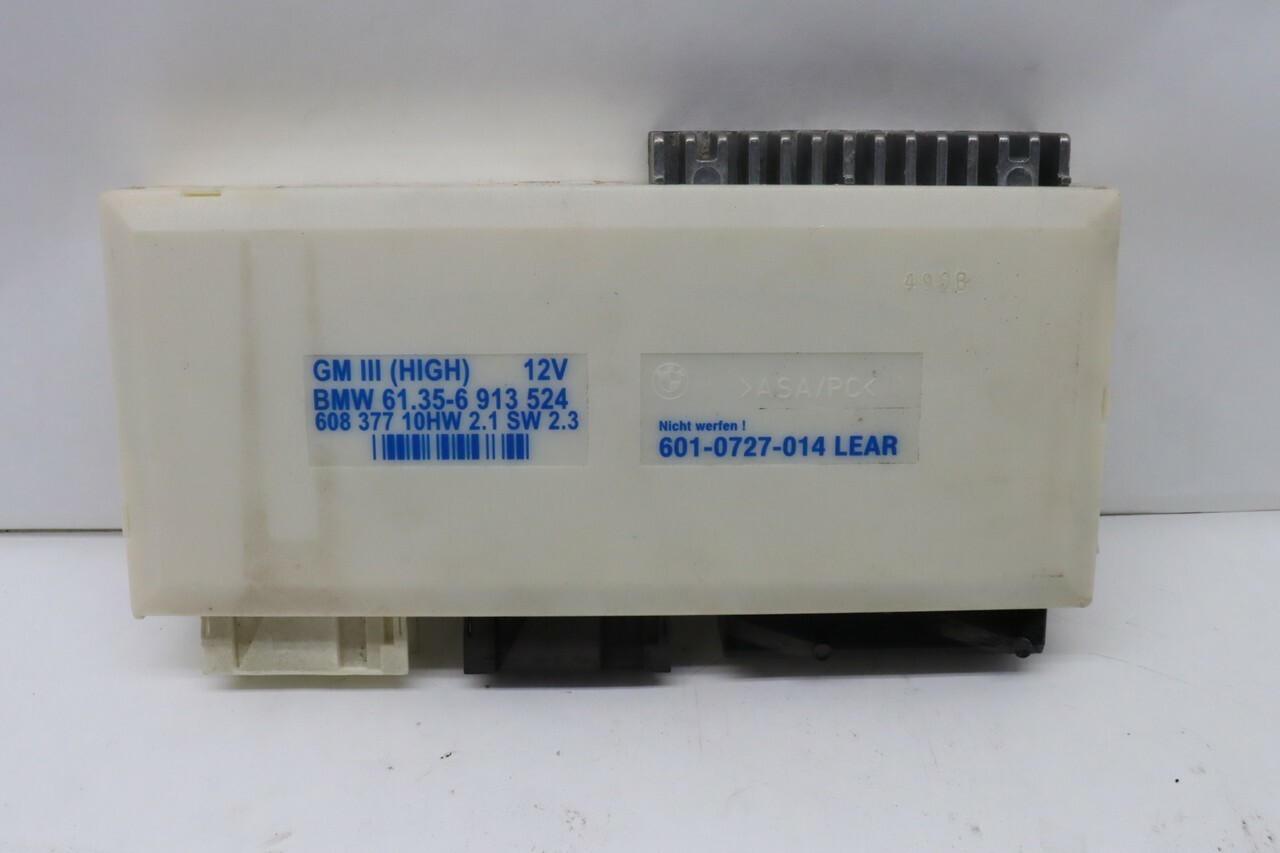 4968
GM III (HIGH) 12V
BMW 61.35-6 913 524
608 377 10HW 2.1 SW 2.3
>ASA/PC<
Nicht werfen !
601-0727-014 LEAR